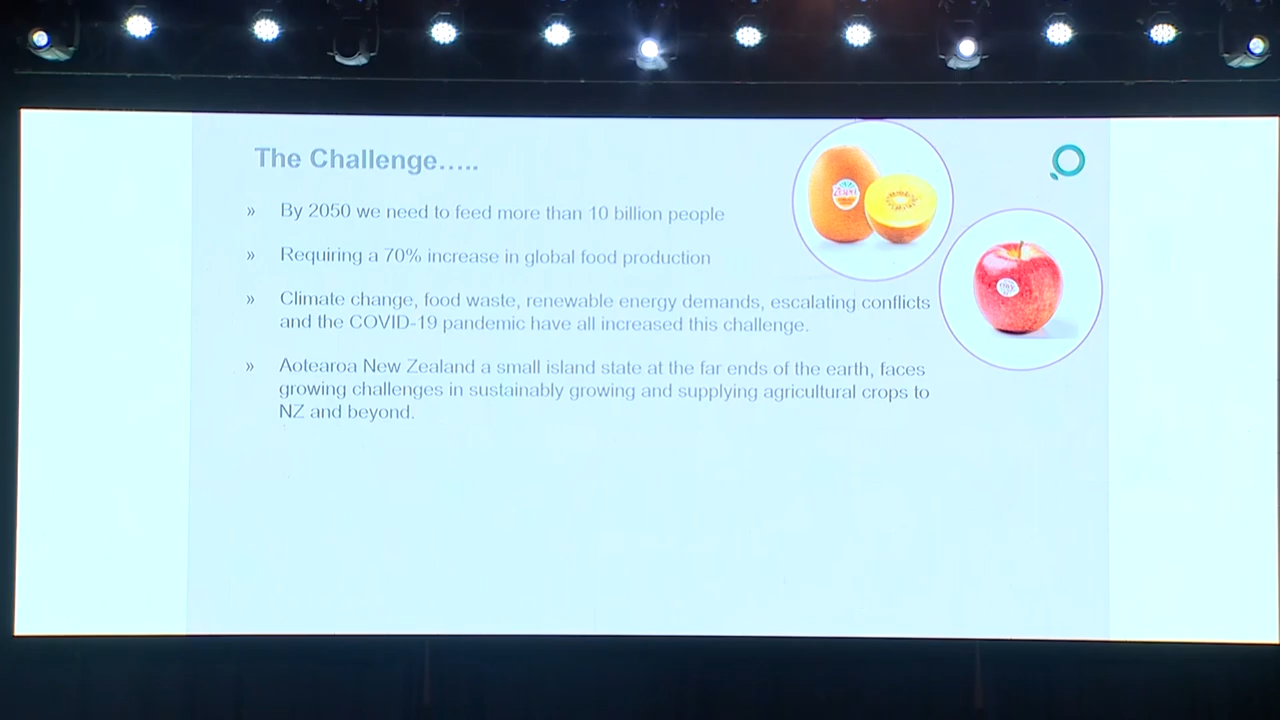 The Challenge.....
» By 2050 we need to feed more than 10 billion people
» Requiring a 70% increase in global food production
» Climate change, food waste, renewable energy demands, escalating conflicts
and the COVID-19 pandemic have all increased this challenge.
» Aotearoa New Zealand a small island state at the far ends of the earth, faces
growing challenges in sustainably growing and supplying agricultural crops to
NZ and beyond.